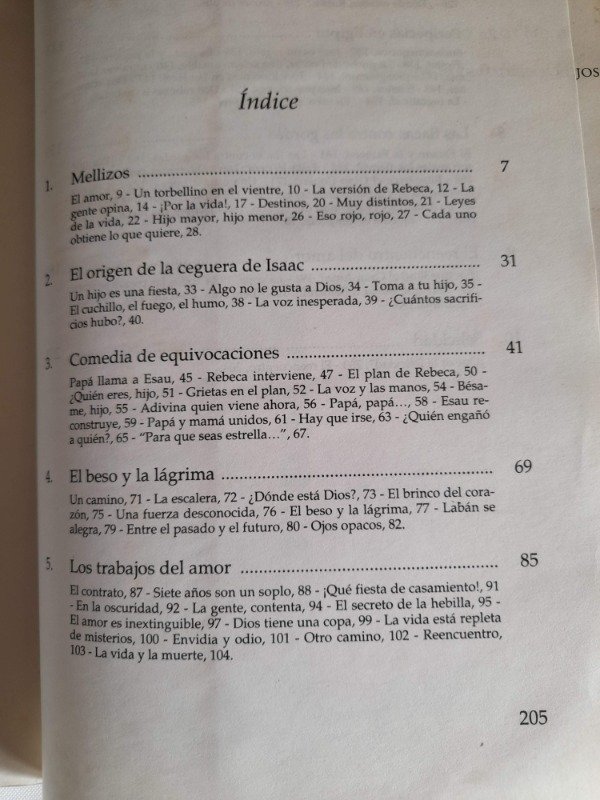 Índice
JOS
1. Mellizos ........................................................ 7
El amor, 9 - Un torbellino en el vientre, 10 - La versión de Rebeca, 12 - La
gente opina, 14 - ¡Por la vida!, 17 - Destinos, 20 - Muy distintos, 21 - Leyes
de la vida, 22 - Hijo mayor, hijo menor, 26 - Eso rojo, rojo, 27 - Cada uno
obtiene lo que quiere, 28.
2. El origen de la ceguera de Isaac ............................ 31
Un hijo es una fiesta, 33 - Algo no le gusta a Dios, 34 - Toma a tu hijo, 35 -
El cuchillo, el fuego, el humo, 38 - La voz inesperada, 39 - ¿Cuántos sacrifi-
cios hubo?, 40.
3. Comedia de equivocaciones ................................. 41
Papá llama a Esau, 45 - Rebeca interviene, 47 - El plan de Rebeca, 50 -
¿Quién eres, hijo, 51 - Grietas en el plan, 52 - La voz y las manos, 54 - Bésa-
me, hijo, 55 - Adivina quien viene ahora, 56 - Papá, papá..., 58 - Esau re-
construye, 59 - Papá y mamá unidos, 61 - Hay que irse, 63 - ¿Quién engañó
a quién?, 65 - "Para que seas estrella...", 67.
4. El beso y la lágrima ............................................. 69
Un camino, 71 - La escalera, 72 - ¿Dónde está Dios?, 73 - El brinco del cora-
zón, 75 - Una fuerza desconocida, 76 - El beso y la lágrima, 77 - Labán se
alegra, 79 - Entre el pasado y el futuro, 80 - Ojos opacos, 82.
5. Los trabajos del amor .......................................... 85
El contrato, 87 - Siete años son un soplo, 88 - ¡Qué fiesta de casamiento!, 91
- En la oscuridad, 92 - La gente, contenta, 94 - El secreto de la hebilla, 95 -
El amor es inextinguible, 97 - Dios tiene una copa, 99 - La vida está repleta
de misterios, 100 - Envidia y odio, 101 - Otro camino, 102 - Reencuentro,
103 - La vida y la muerte, 104.
205